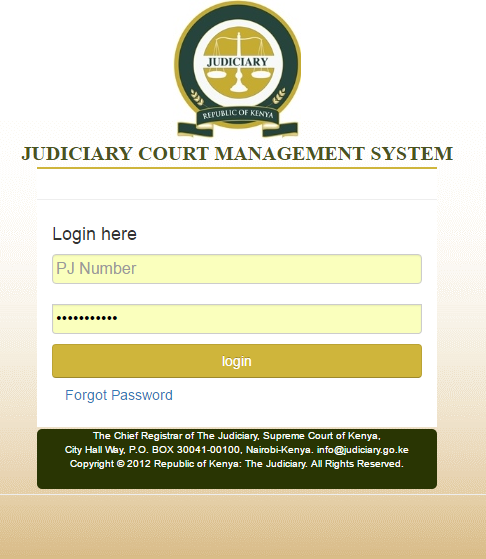 JUDICIARY
REPUBLIC OF KENYA
JUDICIARY COURT MANAGEMENT SYSTEM
Login here
PJ Number
•••••••••••
login
Forgot Password
The Chief Registrar of The Judiciary, Supreme Court of Kenya,
City Hall Way, P.O. BOX 30041-00100, Nairobi-Kenya. info@judiciary.go.ke
Copyright © 2012 Republic of Kenya: The Judiciary. All Rights Reserved.